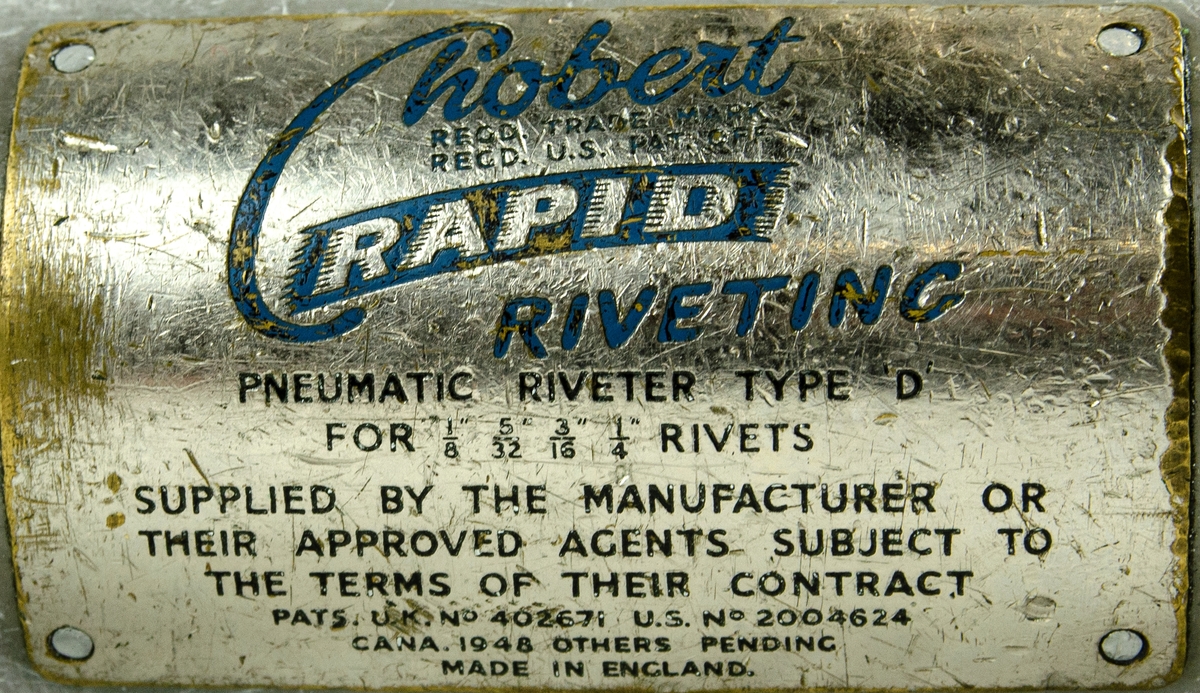 Chobert
REGD. TRADE MARK
REGD. U.S. PAT. OFF.
RAPID
RIVETING
PNEUMATIC RIVETER TYPE 'D'
FOR 1/8" 5/32" 3/16" 1/4" RIVETS
SUPPLIED BY THE MANUFACTURER OR
THEIR APPROVED AGENTS SUBJECT TO
THE TERMS OF THEIR CONTRACT
PATS. U.K. Nº 402671 U.S. Nº 2004624
CANA. 1948 OTHERS PENDING
MADE IN ENGLAND.